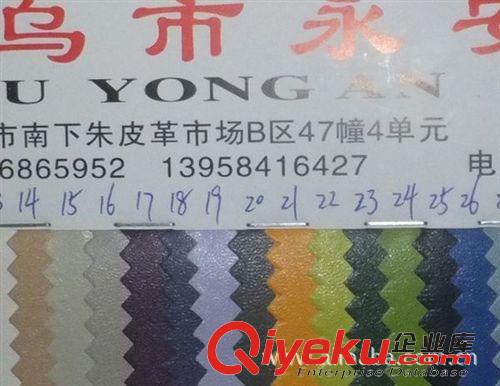 乌市永安
U YONG AN
市南下朱皮革市场B区47幢4单元
6865952 13958416427 电
14 15 16 17 18 19 20 21 22 23 24 25 26
Qiyeku.com 企业库
Enterprise Database